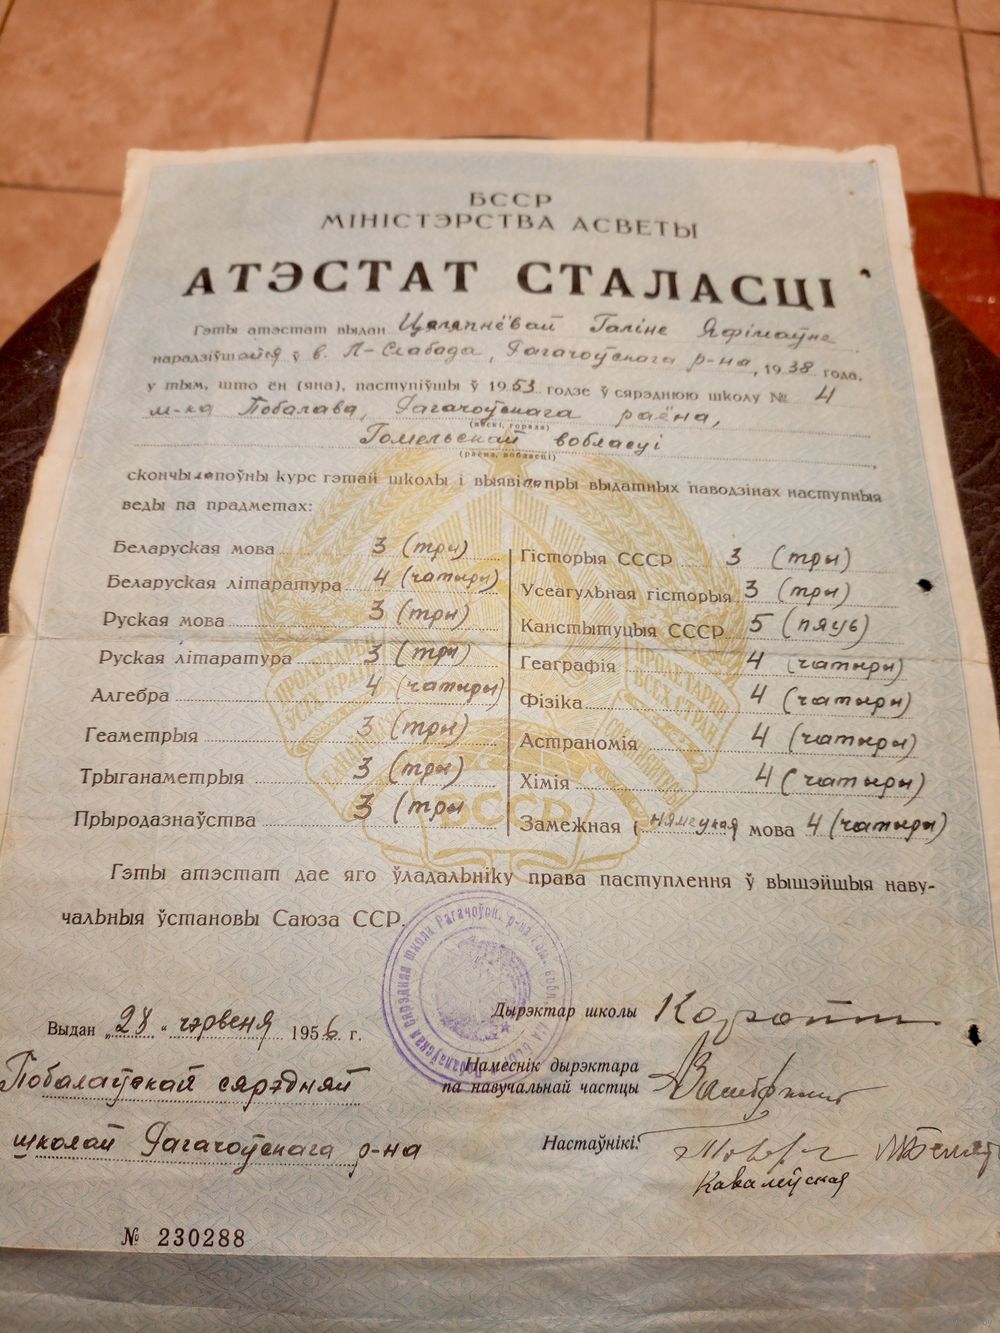 БССР
МІНІСТЭРСТВА АСВЕТЫ
АТЭСТАТ СТАЛАСЦІ
Гэты атэстат выдан Цяляпнёвай Галіне Яфімаўне
нарадзіўшайся ў в. Л-Слабада, Рагачоўскага р-на, 1938 года,
у тым, што ён (яна), паступіўшы ў 1953 годзе ў сярэднюю школу № 4
м-ка Побалава, Рагачоўскага раёна,
(вёскі, горада)
Гомельскай вобласці
(раёна, вобласці)
скончыла поўны курс гэтай школы і выявіла пры выдатных паводзінах наступныя
веды па прадметах:
Беларуская мова 3 (тры)
Беларуская літаратура 4 (чатыры)
Руская мова 3 (тры)
Руская літаратура 3 (тры)
Алгебра 4 (чатыры)
Геаметрыя 3 (тры)
Трыганаметрыя 3 (тры)
Прыродазнаўства 3 (тры
Гісторыя СССР 3 (тры)
Усеагульная гісторыя 3 (тры)
Канстытуцыя СССР 5 (пяць)
Геаграфія 4 (чатыры)
Фізіка 4 (чатыры)
Астраномія 4 (чатыры)
Хімія 4 (чатыры)
Замежная (нямецкая мова 4 (чатыры)
Гэты атэстат дае яго ўладальніку права паступлення ў вышэйшыя наву-
чальныя ўстановы Саюза ССР.
Выдан „28 " чэрвеня 1956 г.
Побалаўскай сярэдняй
школай Рагачоўскага р-на
Дырэктар школы
Намеснік дырэктара
па навучальнай частцы
Настаўнікі:
Кавалеўская
№ 230288